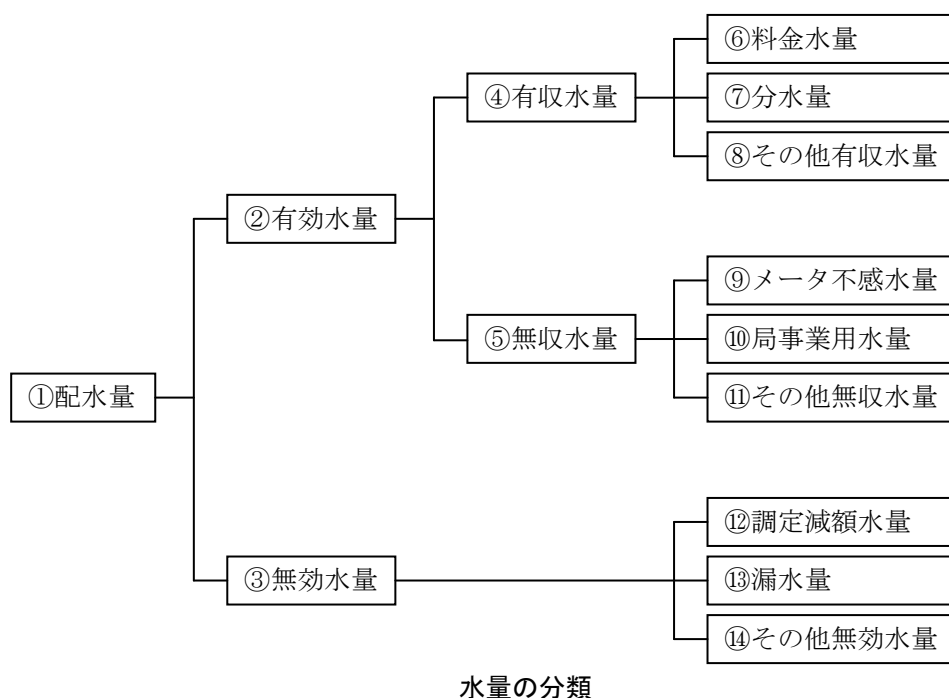 ①配水量
②有効水量
④有収水量
⑥料金水量
⑦分水量
⑧その他有収水量
⑤無収水量
⑨メータ不感水量
⑩局事業用水量
⑪その他無収水量
③無効水量
⑫調定減額水量
⑬漏水量
⑭その他無効水量
水量の分類